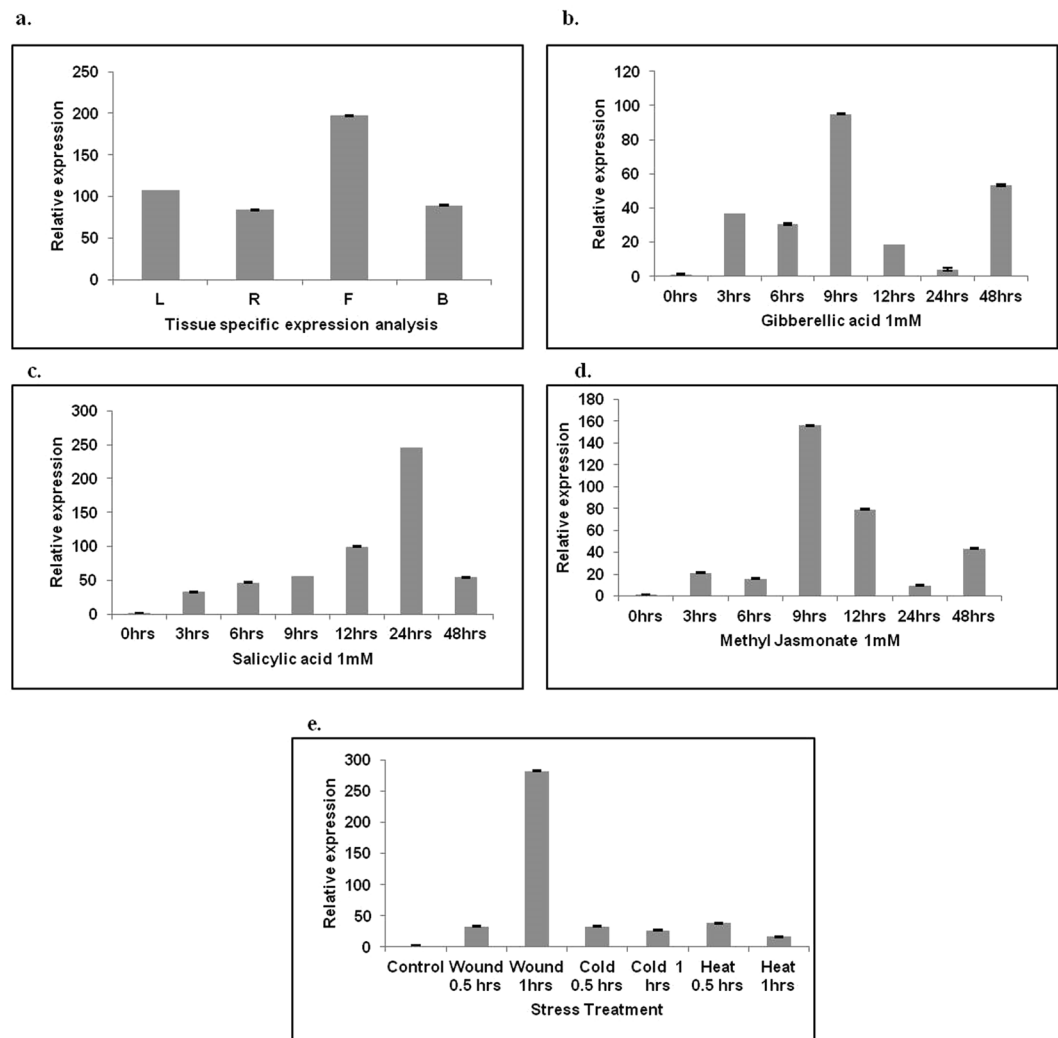 a.
250
200
150
100
50
0
Relative expression
L R F B
Tissue specific expression analysis
b.
120
100
80
60
40
20
0
Relative expression
0hrs 3hrs 6hrs 9hrs 12hrs 24hrs 48hrs
Gibberellic acid 1mM
c.
300
250
200
150
100
50
0
Relative expression
0hrs 3hrs 6hrs 9hrs 12hrs 24hrs 48hrs
Salicylic acid 1mM
d.
180
160
140
120
100
80
60
40
20
0
Relative expression
0hrs 3hrs 6hrs 9hrs 12hrs 24hrs 48hrs
Methyl Jasmonate 1mM
e.
300
250
200
150
100
50
0
Relative expression
Control Wound Wound Cold Cold 1 Heat Heat
0.5 hrs 1hrs 0.5 hrs hrs 0.5 hrs 1hrs
Stress Treatment